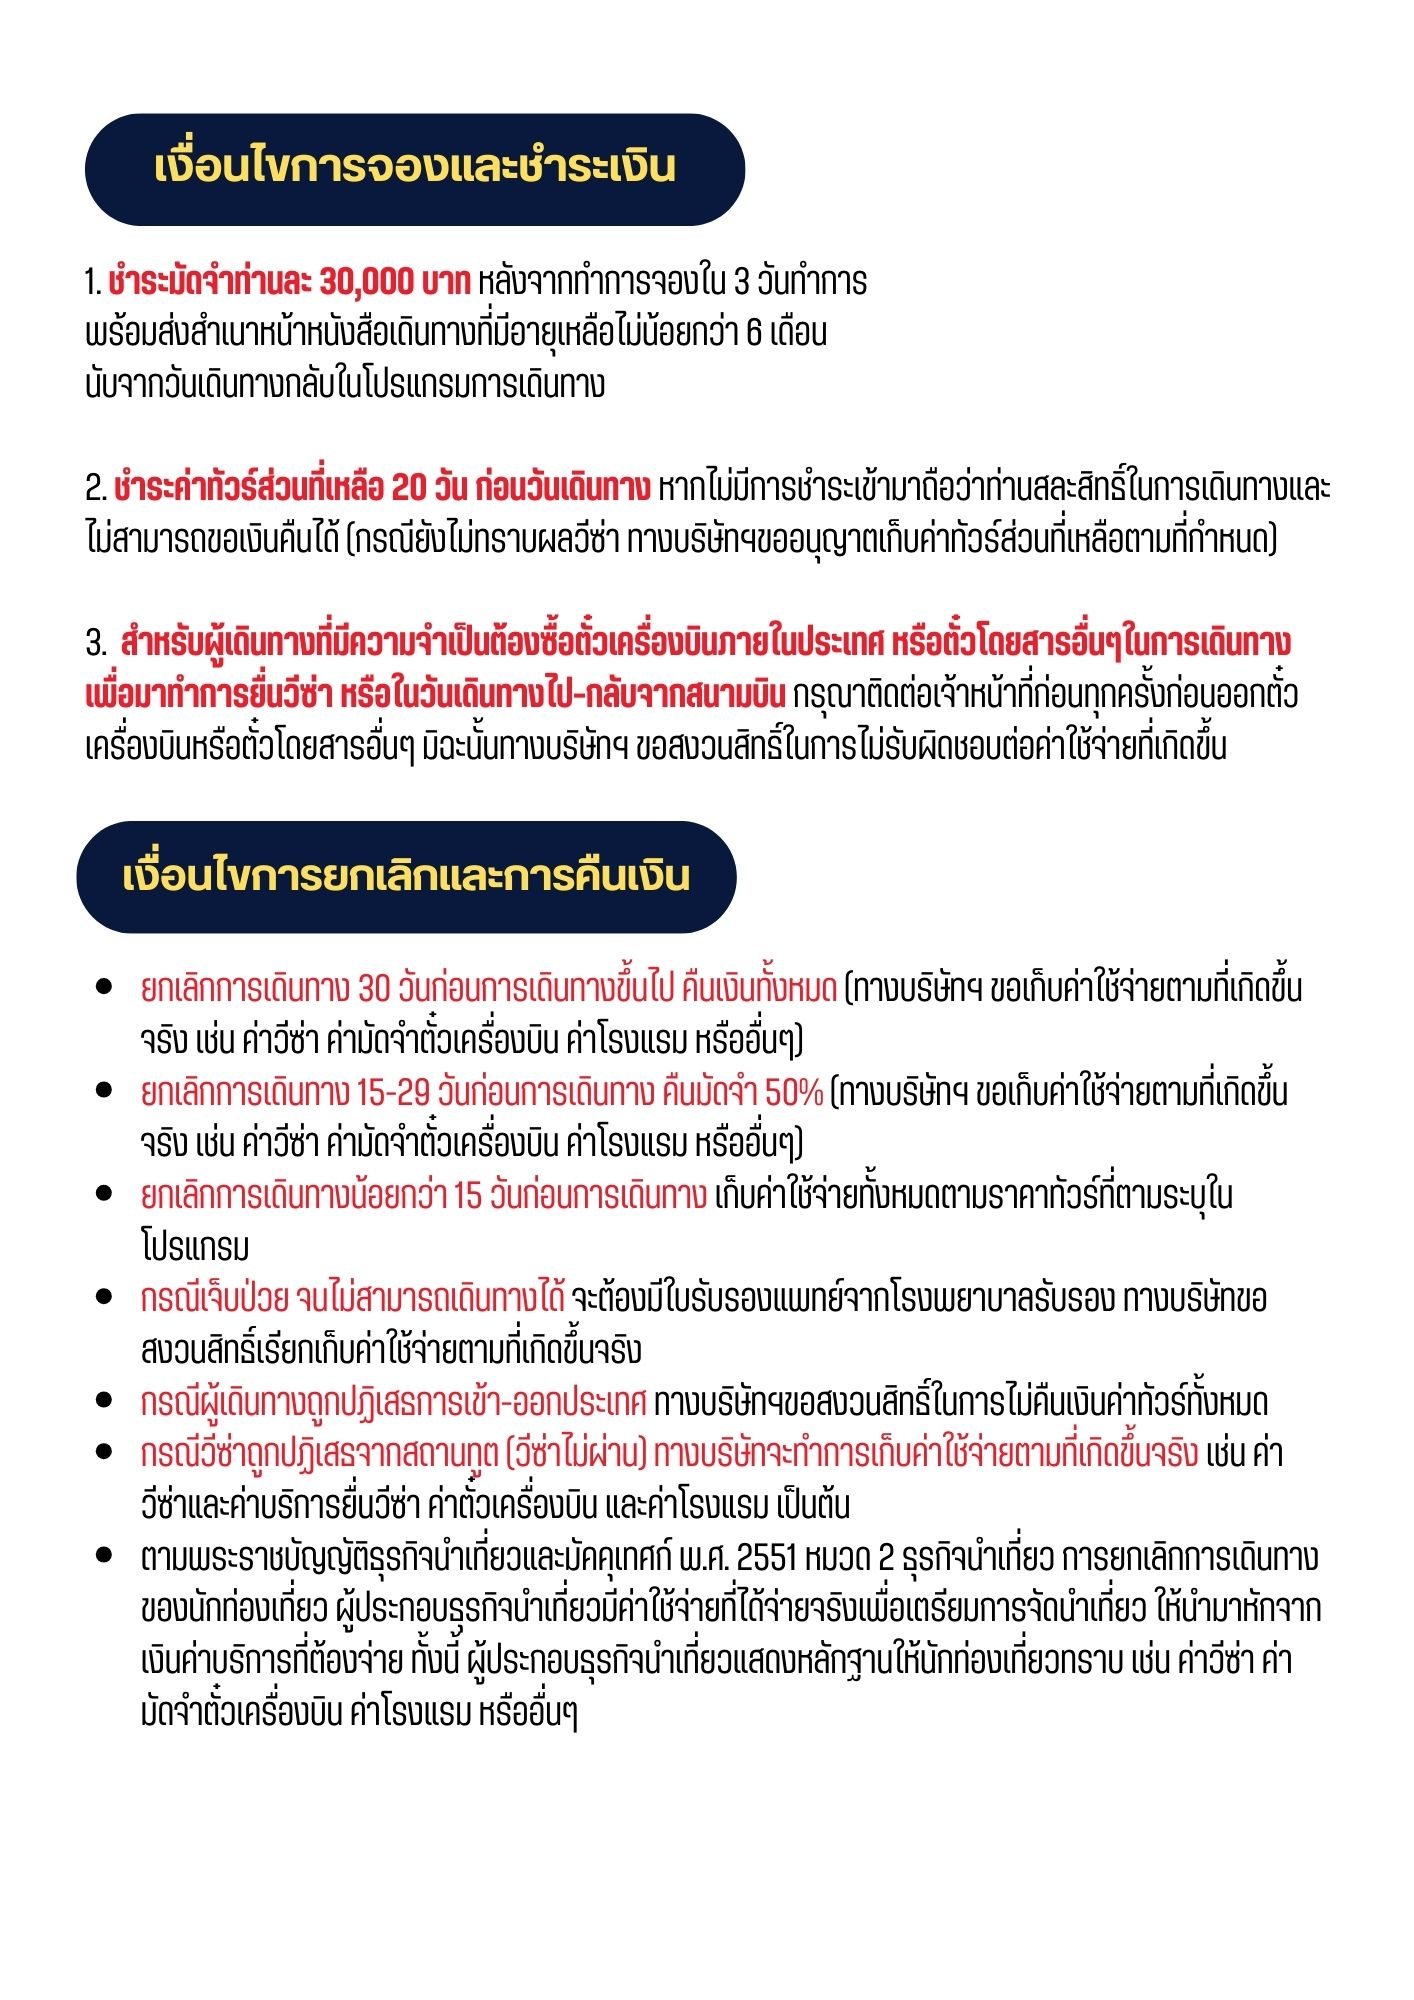 เงื่อนไขการจองและชำระเงิน
1. ชำระมัดจำท่านละ 30,000 บาท หลังจากทำการจองใน 3 วันทำการ
พร้อมส่งสำเนาหน้าหนังสือเดินทางที่มีอายุเหลือไม่น้อยกว่า 6 เดือน
นับจากวันเดินทางกลับในโปรแกรมการเดินทาง
2. ชำระค่าทัวร์ส่วนที่เหลือ 20 วัน ก่อนวันเดินทาง หากไม่มีการชำระเข้ามาถือว่าท่านสละสิทธิ์ในการเดินทางและ
ไม่สามารถขอเงินคืนได้ (กรณียังไม่ทราบผลวีซ่า ทางบริษัทฯขออนุญาตเก็บค่าทัวร์ส่วนที่เหลือตามที่กำหนด)
3. สำหรับผู้เดินทางที่มีความจำเป็นต้องซื้อตั๋วเครื่องบินภายในประเทศ หรือตั๋วโดยสารอื่นๆในการเดินทาง
เพื่อมาทำการยื่นวีซ่า หรือในวันเดินทางไป-กลับจากสนามบิน กรุณาติดต่อเจ้าหน้าที่ก่อนทุกครั้งก่อนออกตั๋ว
เครื่องบินหรือตั๋วโดยสารอื่นๆ มิฉะนั้นทางบริษัทฯ ขอสงวนสิทธิ์ในการไม่รับผิดชอบต่อค่าใช้จ่ายที่เกิดขึ้น
เงื่อนไขการยกเลิกและการคืนเงิน
• ยกเลิกการเดินทาง 30 วันก่อนการเดินทางขึ้นไป คืนเงินทั้งหมด (ทางบริษัทฯ ขอเก็บค่าใช้จ่ายตามที่เกิดขึ้น
จริง เช่น ค่าวีซ่า ค่ามัดจำตั๋วเครื่องบิน ค่าโรงแรม หรืออื่นๆ)
• ยกเลิกการเดินทาง 15-29 วันก่อนการเดินทาง คืนมัดจำ 50% (ทางบริษัทฯ ขอเก็บค่าใช้จ่ายตามที่เกิดขึ้น
จริง เช่น ค่าวีซ่า ค่ามัดจำตั๋วเครื่องบิน ค่าโรงแรม หรืออื่นๆ)
• ยกเลิกการเดินทางน้อยกว่า 15 วันก่อนการเดินทาง เก็บค่าใช้จ่ายทั้งหมดตามราคาทัวร์ที่ตามระบุใน
โปรแกรม
• กรณีเจ็บป่วย จนไม่สามารถเดินทางได้ จะต้องมีใบรับรองแพทย์จากโรงพยาบาลรับรอง ทางบริษัทขอ
สงวนสิทธิ์เรียกเก็บค่าใช้จ่ายตามที่เกิดขึ้นจริง
• กรณีผู้เดินทางถูกปฏิเสธการเข้า-ออกประเทศ ทางบริษัทฯขอสงวนสิทธิ์ในการไม่คืนเงินค่าทัวร์ทั้งหมด
• กรณีวีซ่าถูกปฏิเสธจากสถานทูต (วีซ่าไม่ผ่าน) ทางบริษัทจะทำการเก็บค่าใช้จ่ายตามที่เกิดขึ้นจริง เช่น ค่า
วีซ่าและค่าบริการยื่นวีซ่า ค่าตั๋วเครื่องบิน และค่าโรงแรม เป็นต้น
• ตามพระราชบัญญัติธุรกิจนำเที่ยวและมัคคุเทศก์ พ.ศ. 2551 หมวด 2 ธุรกิจนำเที่ยว การยกเลิกการเดินทาง
ของนักท่องเที่ยว ผู้ประกอบธุรกิจนำเที่ยวมีค่าใช้จ่ายที่ได้จ่ายจริงเพื่อเตรียมการจัดนำเที่ยว ให้นำมาหักจาก
เงินค่าบริการที่ต้องจ่าย ทั้งนี้ ผู้ประกอบธุรกิจนำเที่ยวแสดงหลักฐานให้นักท่องเที่ยวทราบ เช่น ค่าวีซ่า ค่า
มัดจำตั๋วเครื่องบิน ค่าโรงแรม หรืออื่นๆ